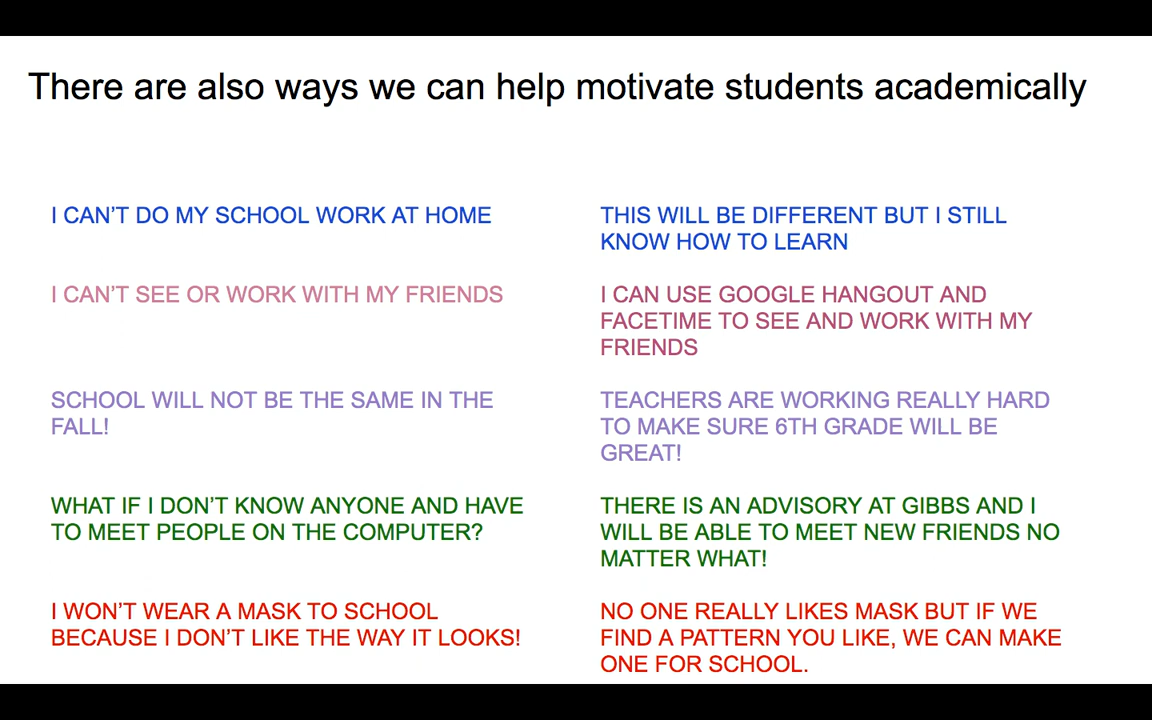 There are also ways we can help motivate students academically
I CAN'T DO MY SCHOOL WORK AT HOME
THIS WILL BE DIFFERENT BUT I STILL
KNOW HOW TO LEARN
I CAN'T SEE OR WORK WITH MY FRIENDS
I CAN USE GOOGLE HANGOUT AND
FACETIME TO SEE AND WORK WITH MY
FRIENDS
SCHOOL WILL NOT BE THE SAME IN THE
FALL!
TEACHERS ARE WORKING REALLY HARD
TO MAKE SURE 6TH GRADE WILL BE
GREAT!
WHAT IF I DON'T KNOW ANYONE AND HAVE
TO MEET PEOPLE ON THE COMPUTER?
THERE IS AN ADVISORY AT GIBBS AND I
WILL BE ABLE TO MEET NEW FRIENDS NO
MATTER WHAT!
I WON'T WEAR A MASK TO SCHOOL
BECAUSE I DON'T LIKE THE WAY IT LOOKS!
NO ONE REALLY LIKES MASK BUT IF WE
FIND A PATTERN YOU LIKE, WE CAN MAKE
ONE FOR SCHOOL.